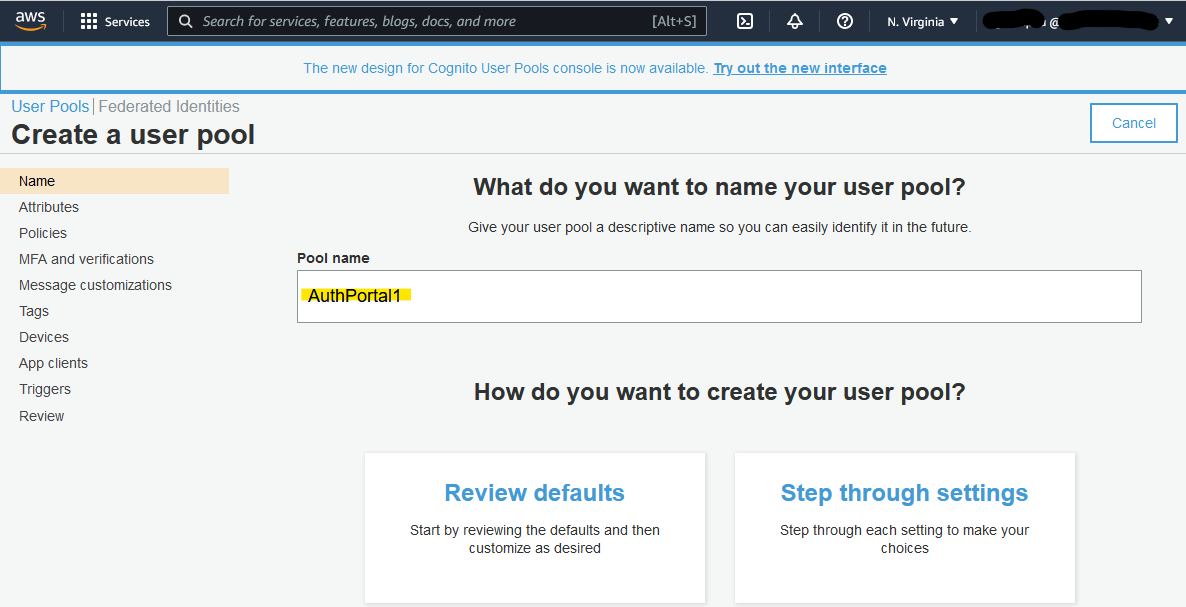 aws Services Search for services, features, blogs, docs, and more [Alt+S] N. Virginia @
The new design for Cognito User Pools console is now available. Try out the new interface
User Pools | Federated Identities
Create a user pool
Cancel
Name
Attributes
Policies
MFA and verifications
Message customizations
Tags
Devices
App clients
Triggers
Review
What do you want to name your user pool?
Give your user pool a descriptive name so you can easily identify it in the future.
Pool name
AuthPortal1
How do you want to create your user pool?
Review defaults
Start by reviewing the defaults and then
customize as desired
Step through settings
Step through each setting to make your
choices